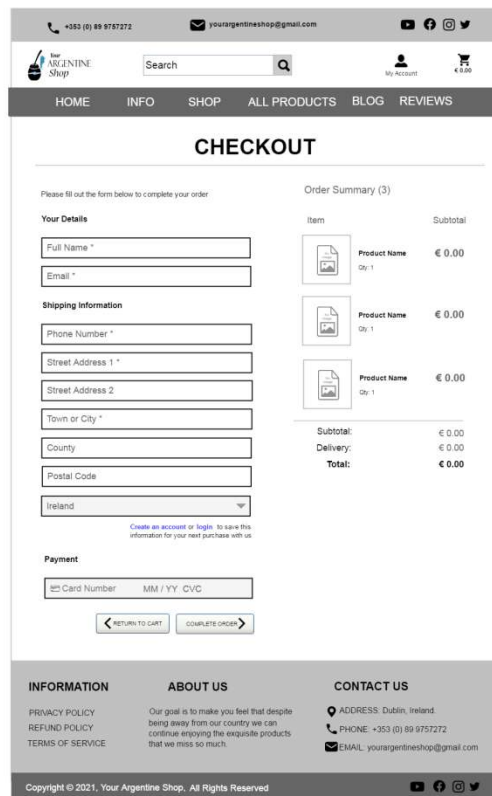 +353 (0) 89 9757272
yourargentineshop@gmail.com
Your
ARGENTINE
Shop
Search
My Account
€ 0.00
HOME INFO SHOP ALL PRODUCTS BLOG REVIEWS
CHECKOUT
Please fill out the form below to complete your order
Your Details
Full Name *
Email *
Shipping Information
Phone Number *
Street Address 1 *
Street Address 2
Town or City *
County
Postal Code
Ireland
Create an account or login to save this
information for your next purchase with us
Payment
Card Number MM / YY CVC
RETURN TO CART
COMPLETE ORDER
Order Summary (3)
Item Subtotal
Product Name € 0.00
Qty: 1
Product Name € 0.00
Qty: 1
Product Name € 0.00
Qty: 1
Subtotal: € 0.00
Delivery: € 0.00
Total: € 0.00
INFORMATION
PRIVACY POLICY
REFUND POLICY
TERMS OF SERVICE
ABOUT US
Our goal is to make you feel that despite
being away from our country we can
continue enjoying the exquisite products
that we miss so much.
CONTACT US
ADDRESS: Dublin, Ireland.
PHONE: +353 (0) 89 9757272
EMAIL: yourargentineshop@gmail.com
Copyright © 2021, Your Argentine Shop, All Rights Reserved